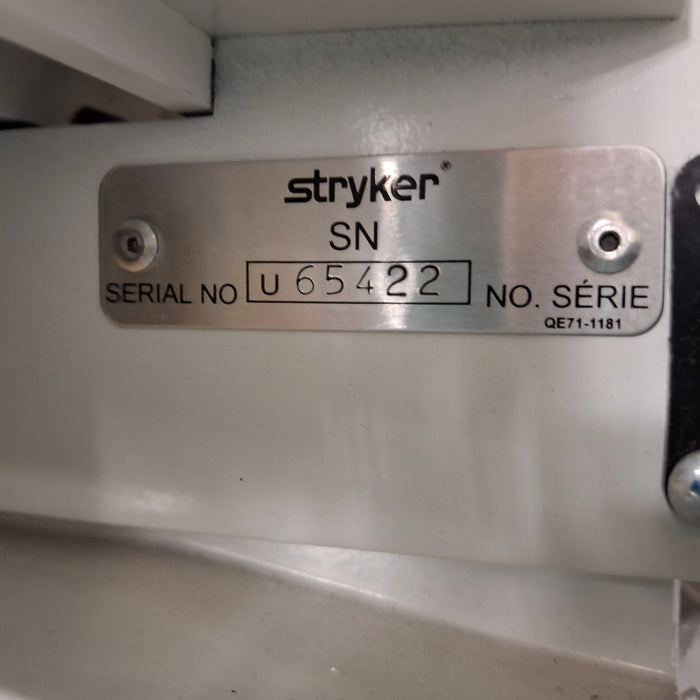 stryker®
SN
SERIAL NO U 65422 NO. SÉRIE
QE71-1181